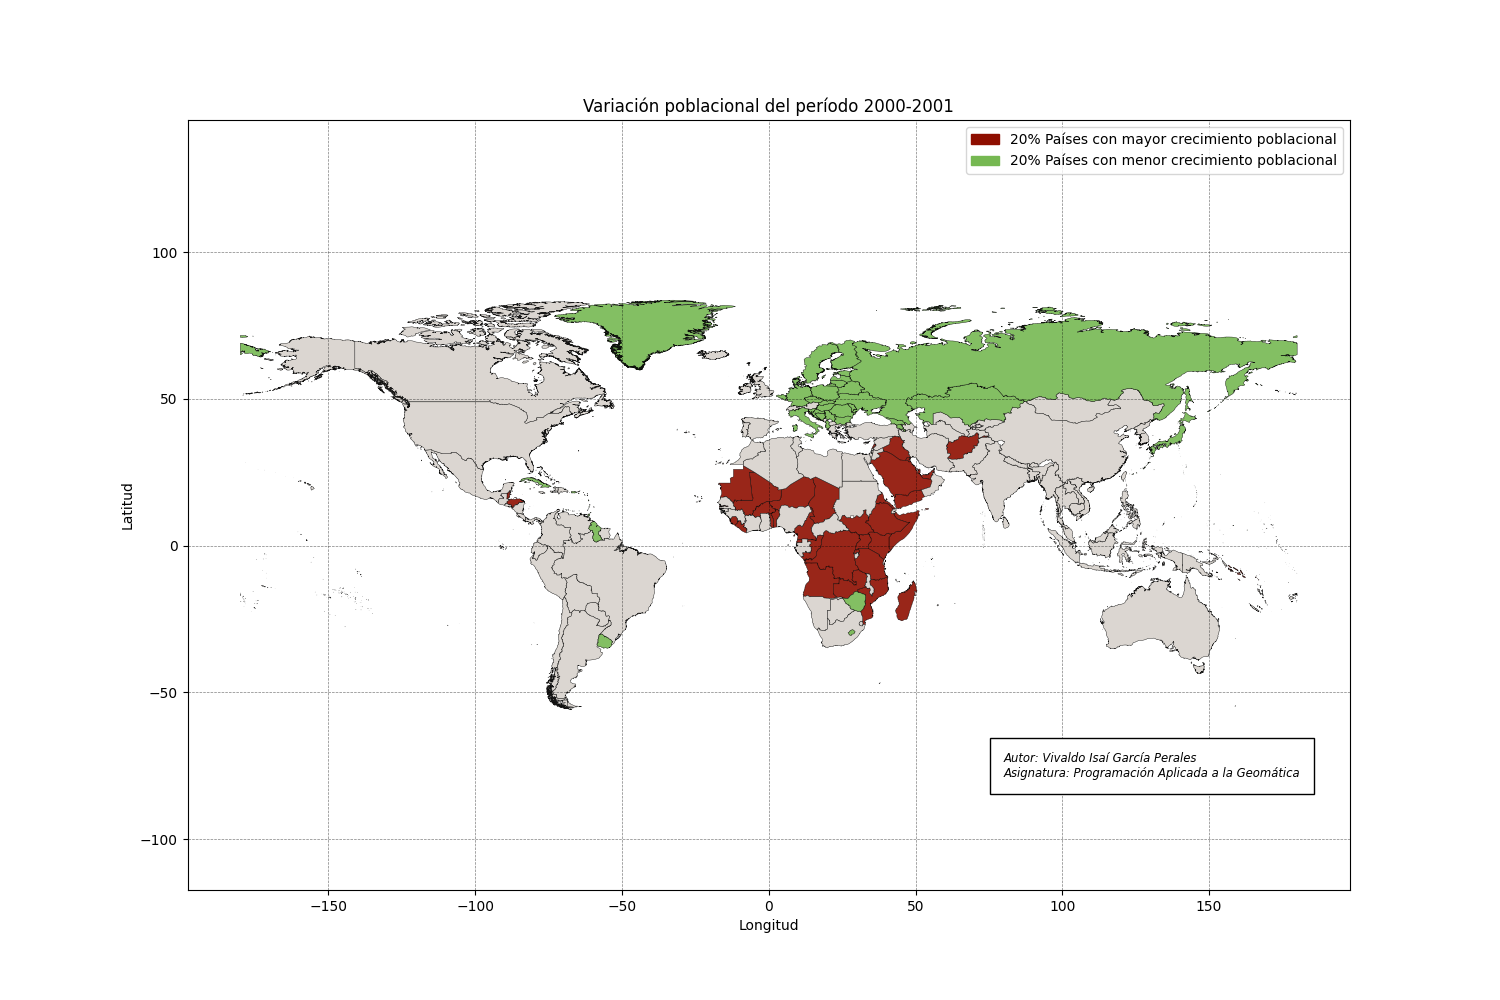 Variación poblacional del período 2000-2001
20% Países con mayor crecimiento poblacional
20% Países con menor crecimiento poblacional
Latitud
100
50
0
−50
−100
Autor: Vivaldo Isaí García Perales
Asignatura: Programación Aplicada a la Geomática
−150
−100
−50
0
50
100
150
Longitud